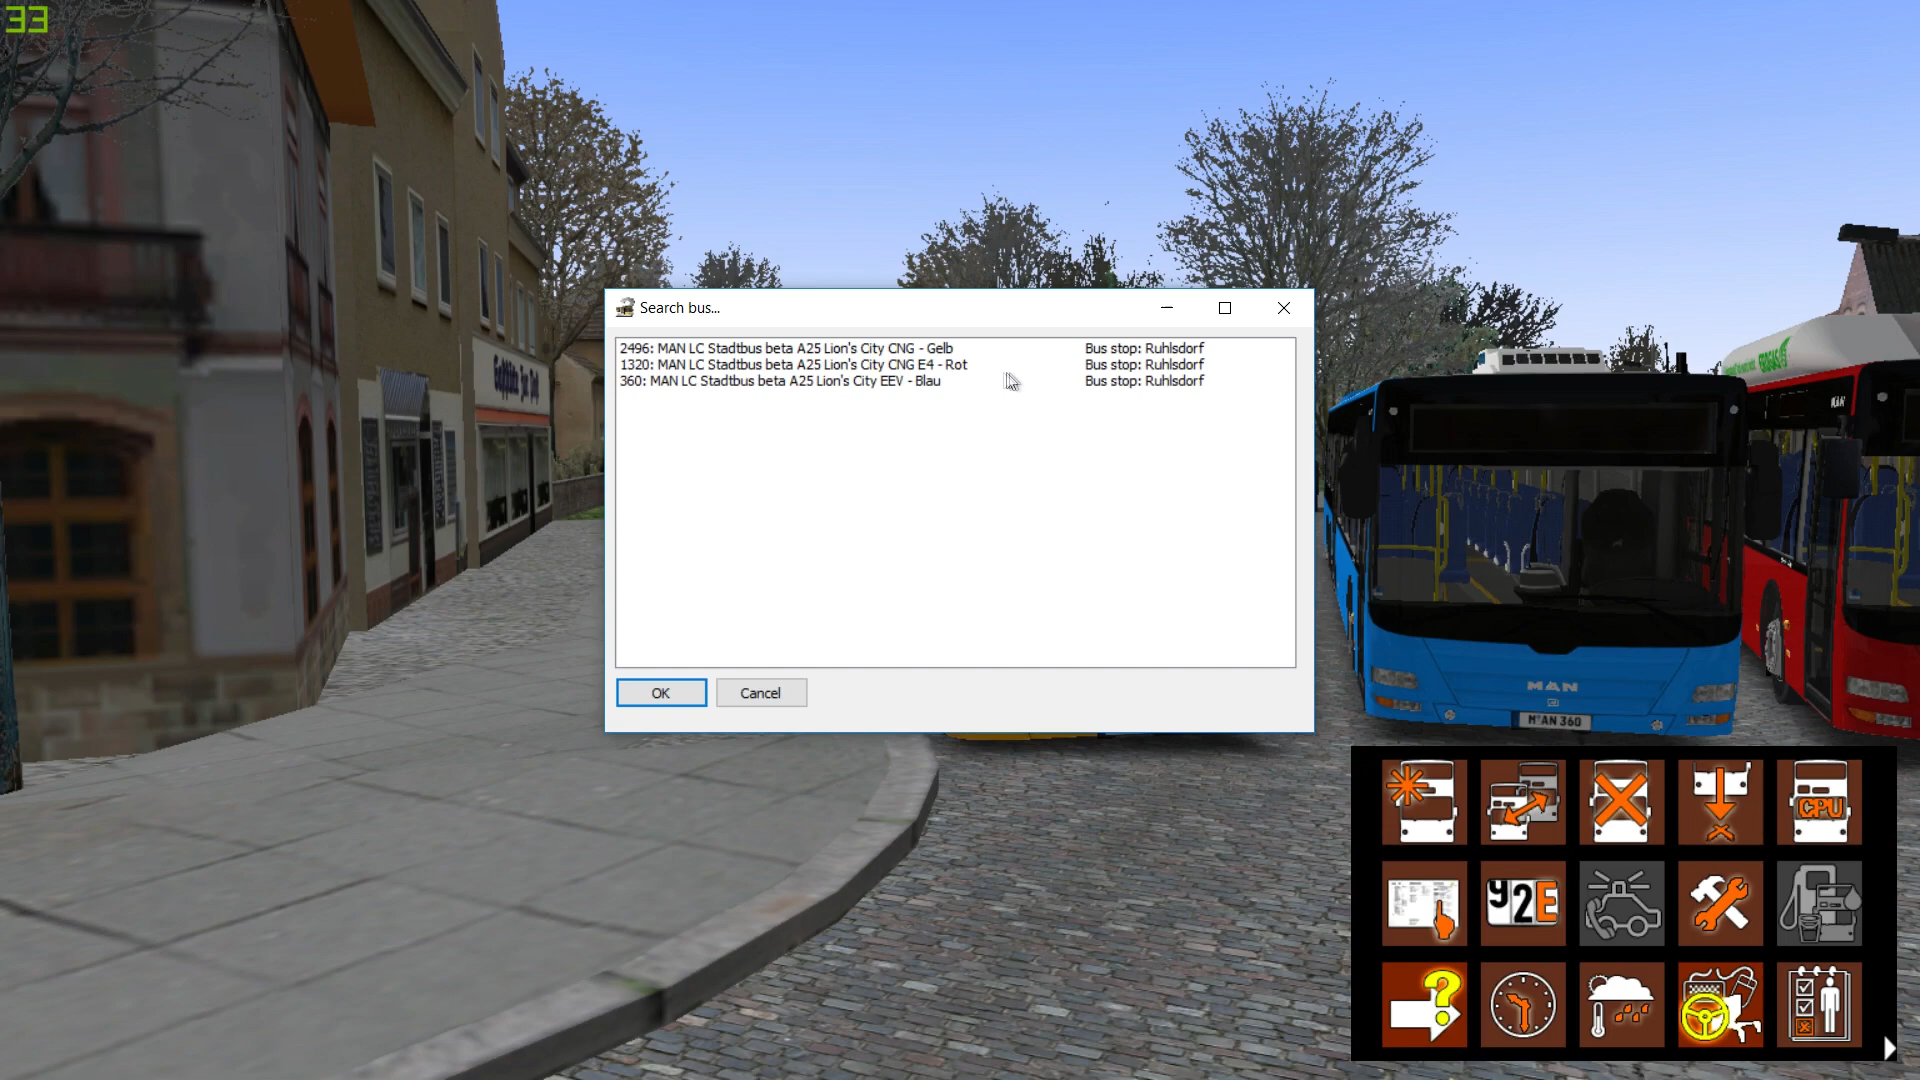 33
Search bus...
2496: MAN LC Stadtbus beta A25 Lion's City CNG - Gelb Bus stop: Ruhlsdorf
1320: MAN LC Stadtbus beta A25 Lion's City CNG E4 - Rot Bus stop: Ruhlsdorf
360: MAN LC Stadtbus beta A25 Lion's City EEV - Blau Bus stop: Ruhlsdorf
OK
Cancel
MAN
M AN 360
MAN
CPU
92E